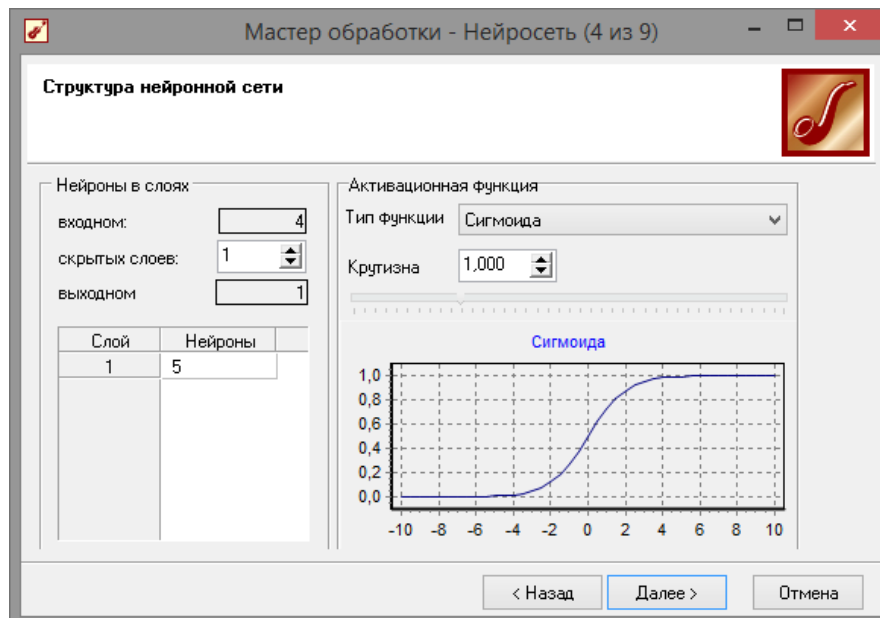 Мастер обработки - Нейросеть (4 из 9)
Структура нейронной сети
Нейроны в слоях
входном: 4
скрытых слоев: 1
выходном 1
Слой Нейроны
1 5
Активационная функция
Тип функции Сигмоида
Крутизна 1,000
Сигмоида
1,0
0,8
0,6
0,4
0,2
0,0
-10 -8 -6 -4 -2 0 2 4 6 8 10
< Назад Далее > Отмена